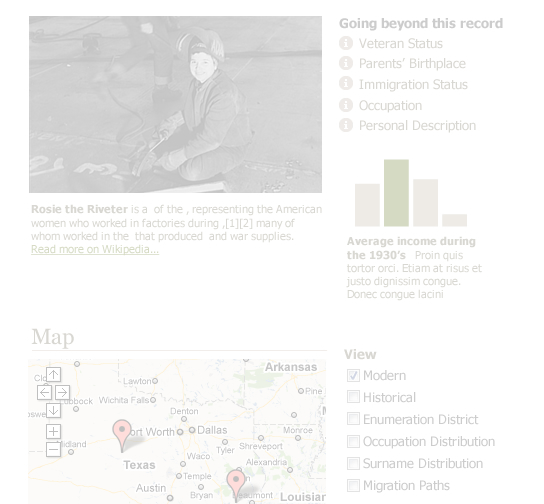 Going beyond this record
Veteran Status
Parents' Birthplace
Immigration Status
Occupation
Personal Description
Rosie the Riveter is a of the , representing the American
women who worked in factories during ,[1][2] many of
whom worked in the that produced and war supplies.
Read more on Wikipedia...
Average income during
the 1930's Proin quis
tortor orci. Etiam at risus et
justo dignissim congue.
Donec congue lacini
Map
View
Modern
Historical
Enumeration District
Occupation Distribution
Surname Distribution
Migration Paths
Arkansas
Lawton
Pine
Wichita Falls
Denton
Monroe
ort Worth
Dallas
Tyler
Shreveport
idland
Waco
Alexandria
Texas
Temple
Austin
Bryan
eaumont
Louisian